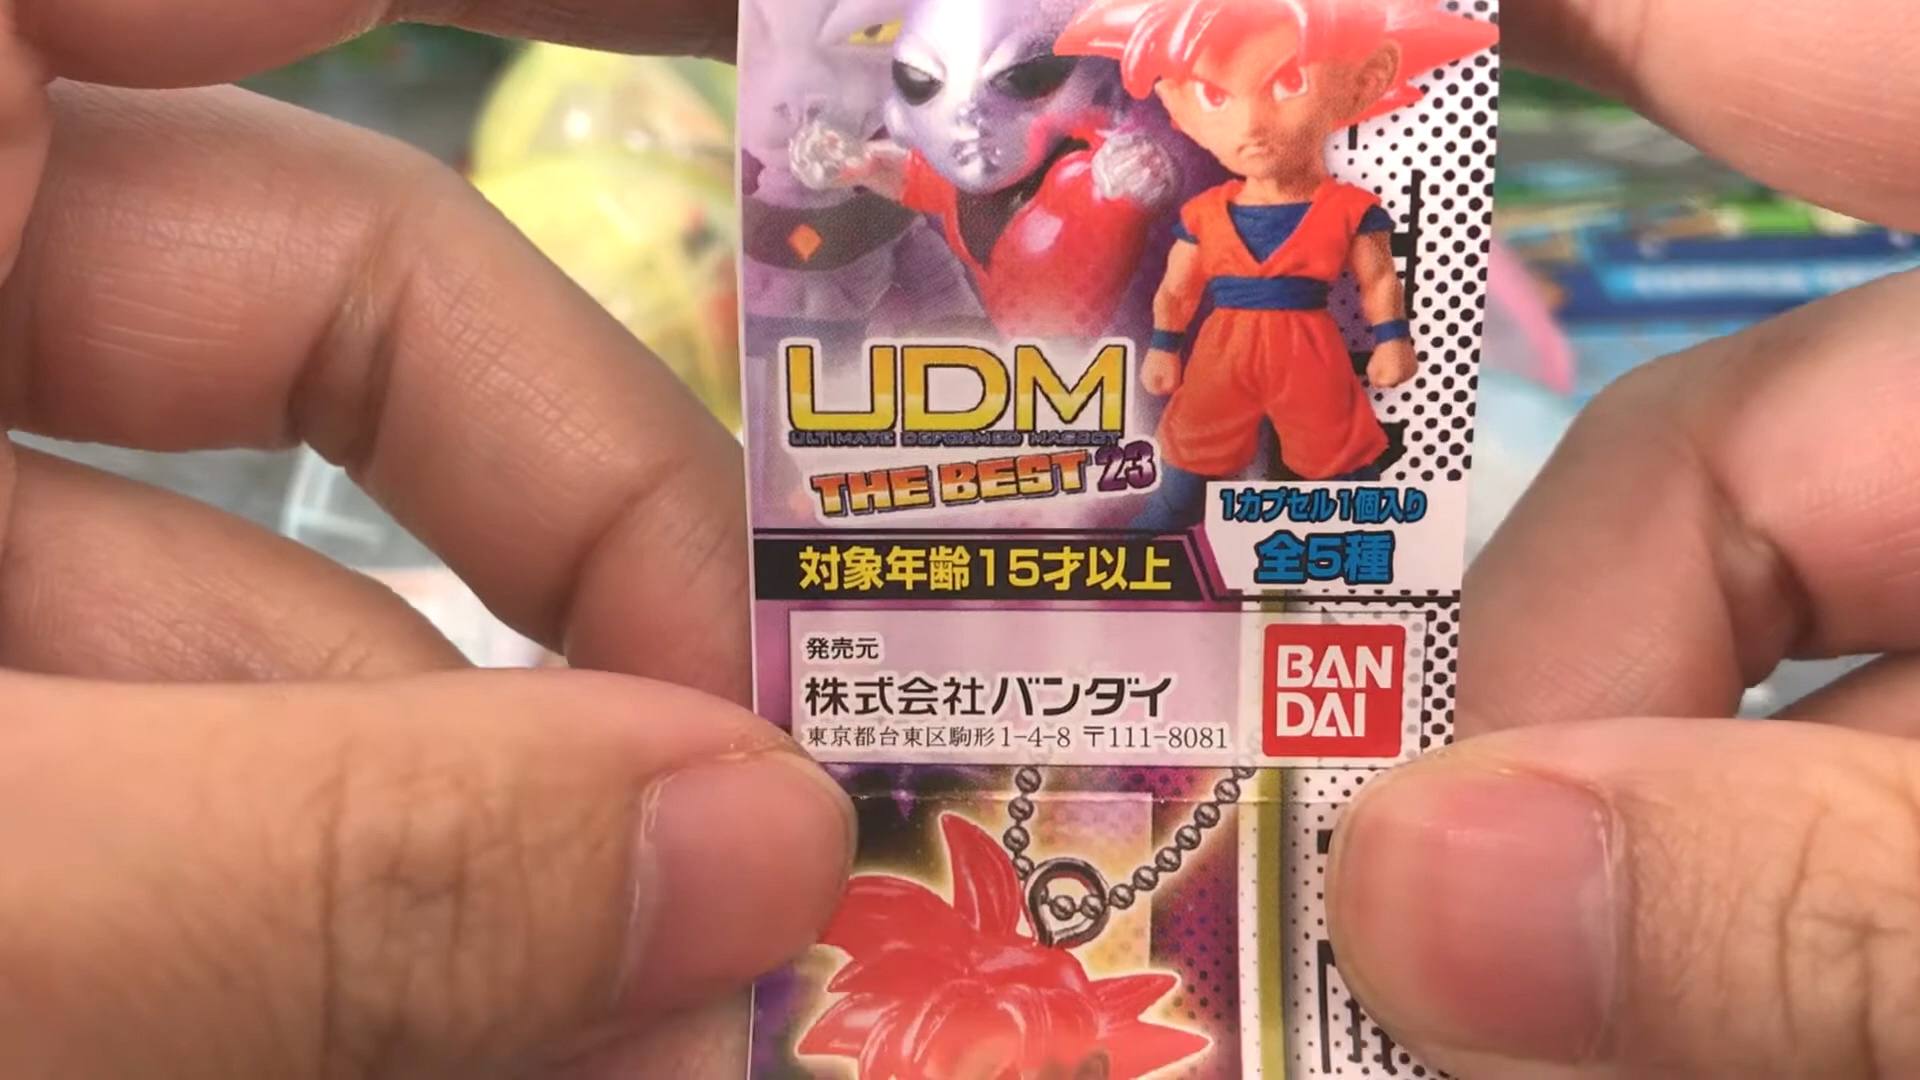 UDM
ULTIMATE DEFORMED MASCOT
THE BEST 23
1カプセル1個入り
全5種
対象年齢15才以上
発売元
株式会社バンダイ
東京都台東区駒形1-4-8 〒111-8081
BAN
DAI